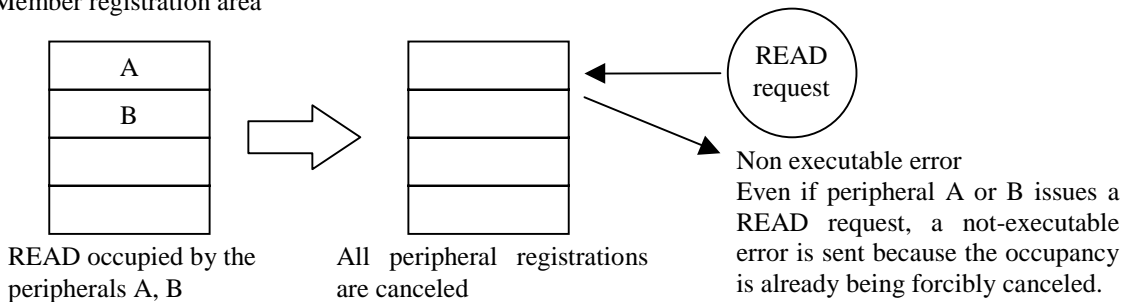 Member registration area
A
B
READ occupied by the
peripherals A, B
All peripheral registrations
are canceled
READ
request
Non executable error
Even if peripheral A or B issues a
READ request, a not-executable
error is sent because the occupancy
is already being forcibly canceled.